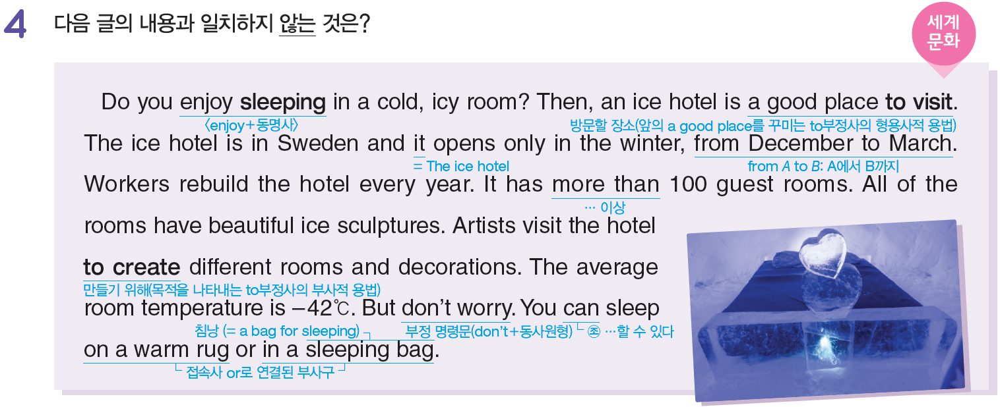 4 다음 글의 내용과 일치하지 않는 것은?
세계
문화
Do you enjoy sleeping in a cold, icy room? Then, an ice hotel is a good place to visit.
〈enjoy+동명사〉 방문할 장소(앞의 a good place를 꾸미는 to부정사의 형용사적 용법)
The ice hotel is in Sweden and it opens only in the winter, from December to March.
= The ice hotel from A to B: A에서 B까지
Workers rebuild the hotel every year. It has more than 100 guest rooms. All of the
… 이상
rooms have beautiful ice sculptures. Artists visit the hotel
to create different rooms and decorations. The average
만들기 위해(목적을 나타내는 to부정사의 부사적 용법)
room temperature is −42℃. But don't worry. You can sleep
침낭 (= a bag for sleeping) 부정 명령문(don't+동사원형) ㉈ …할 수 있다
on a warm rug or in a sleeping bag.
접속사 or로 연결된 부사구